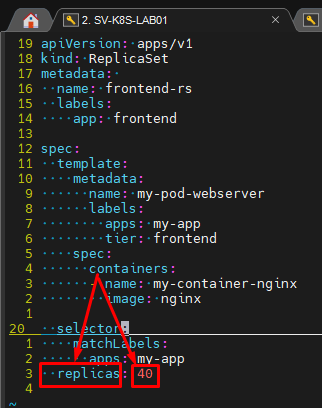 2. SV-K8S-LAB01
19 apiVersion: apps/v1
18 kind: ReplicaSet
17 metadata:
16 name: frontend-rs
15 labels:
14 app: frontend
13
12 spec:
11 template:
10 metadata:
9 name: my-pod-webserver
8 labels:
7 apps: my-app
6 tier: frontend
5 spec:
4 containers:
3 - name: my-container-nginx
2 image: nginx
1
20 selector:
1 matchLabels:
2 apps: my-app
3 replicas: 40
4
~